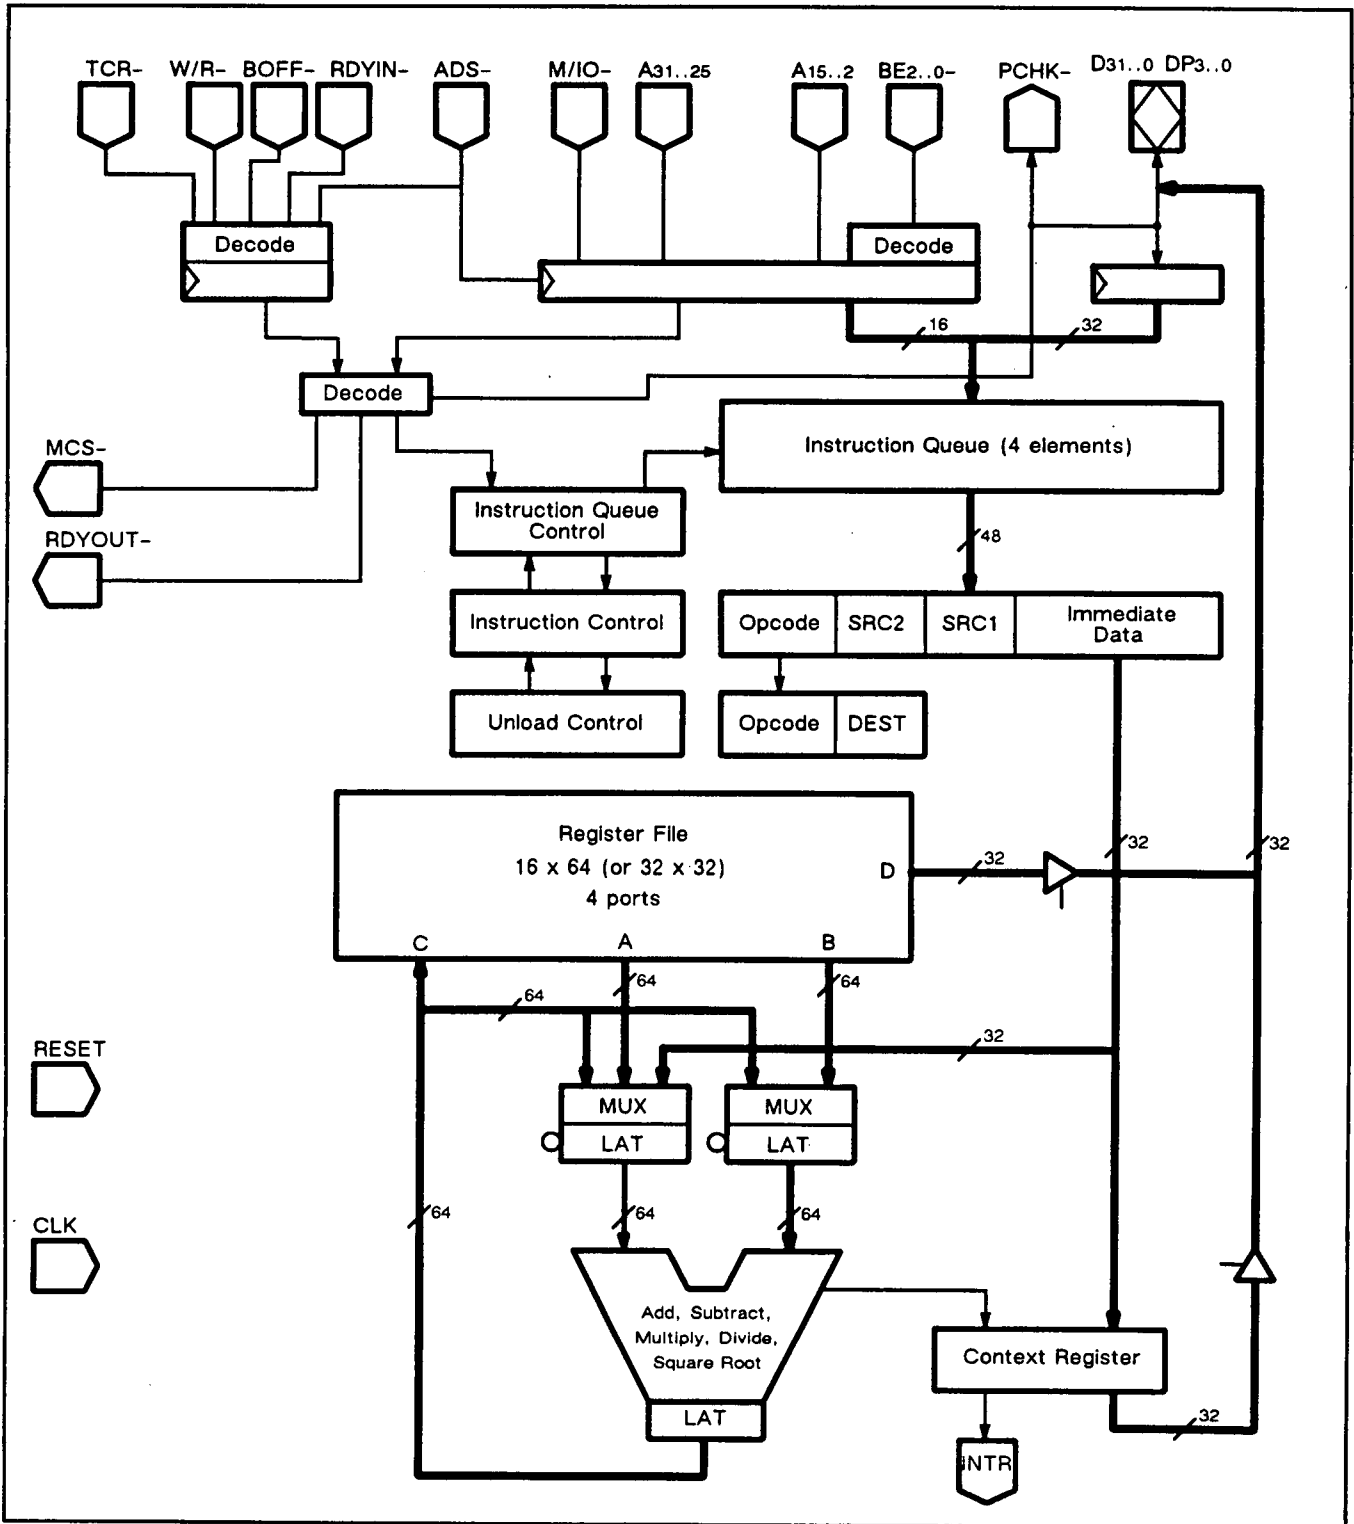 TCR- W/R- BOFF- RDYIN- ADS- M/IO- A31..25 A15..2 BE2..0- PCHK- D31..0 DP3..0
Decode
Decode
16
32
Decode
Instruction Queue (4 elements)
MCS-
Instruction Queue
Control
RDYOUT-
48
Instruction Control
Opcode SRC2 SRC1 Immediate
Data
Unload Control
Opcode DEST
Register File
16 x 64 (or 32 x 32)
4 ports
D
32
32
32
C A B
64
64
64
32
RESET
MUX
LAT
MUX
LAT
64
64
64
CLK
Add, Subtract,
Multiply, Divide,
Square Root
LAT
Context Register
32
INTR